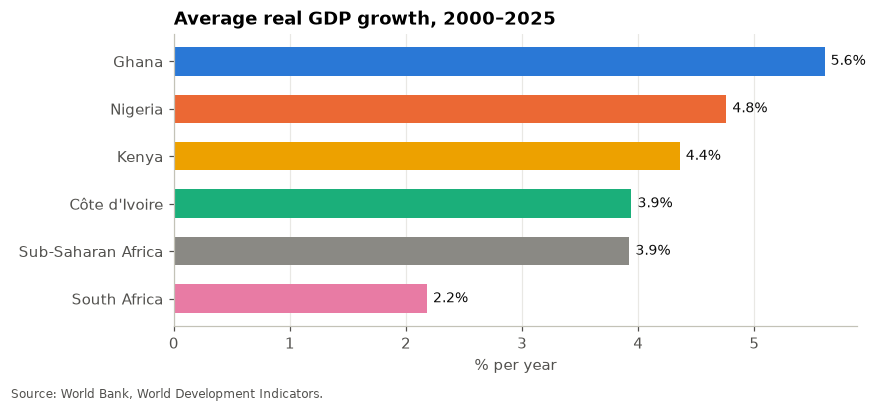 Average real GDP growth, 2000–2025
Ghana 5.6%
Nigeria 4.8%
Kenya 4.4%
Côte d'Ivoire 3.9%
Sub-Saharan Africa 3.9%
South Africa 2.2%
0 1 2 3 4 5
% per year
Source: World Bank, World Development Indicators.